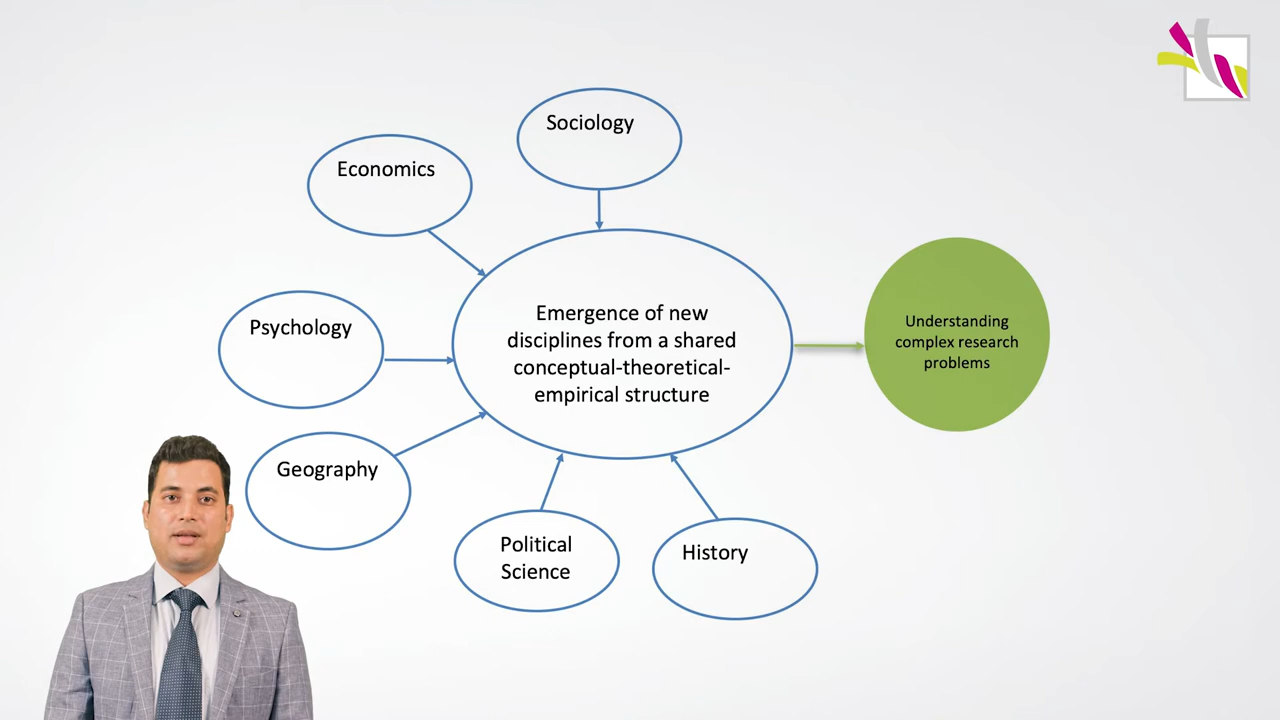 Sociology
Economics
Psychology
Geography
Political
Science
History
Emergence of new
disciplines from a shared
conceptual-theoretical-
empirical structure
Understanding
complex research
problems